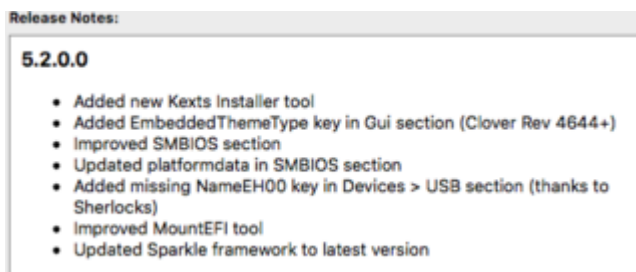 Release Notes:
5.2.0.0
• Added new Kexts Installer tool
• Added EmbeddedThemeType key in Gui section (Clover Rev 4644+)
• Improved SMBIOS section
• Updated platformdata in SMBIOS section
• Added missing NameEH00 key in Devices > USB section (thanks to
Sherlocks)
• Improved MountEFI tool
• Updated Sparkle framework to latest version